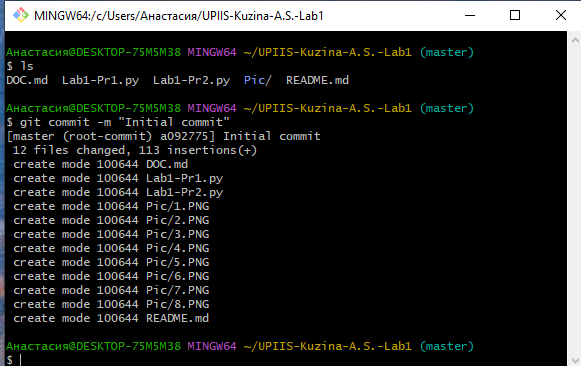 MINGW64:/c/Users/Анастасия/UPIIS-Kuzina-A.S.-Lab1
Анастасия@DESKTOP-75M5M38 MINGW64 ~/UPIIS-Kuzina-A.S.-Lab1 (master)
$ ls
DOC.md  Lab1-Pr1.py  Lab1-Pr2.py  Pic/  README.md
Анастасия@DESKTOP-75M5M38 MINGW64 ~/UPIIS-Kuzina-A.S.-Lab1 (master)
$ git commit -m "Initial commit"
[master (root-commit) a092775] Initial commit
 12 files changed, 113 insertions(+)
 create mode 100644 DOC.md
 create mode 100644 Lab1-Pr1.py
 create mode 100644 Lab1-Pr2.py
 create mode 100644 Pic/1.PNG
 create mode 100644 Pic/2.PNG
 create mode 100644 Pic/3.PNG
 create mode 100644 Pic/4.PNG
 create mode 100644 Pic/5.PNG
 create mode 100644 Pic/6.PNG
 create mode 100644 Pic/7.PNG
 create mode 100644 Pic/8.PNG
 create mode 100644 README.md
Анастасия@DESKTOP-75M5M38 MINGW64 ~/UPIIS-Kuzina-A.S.-Lab1 (master)
$